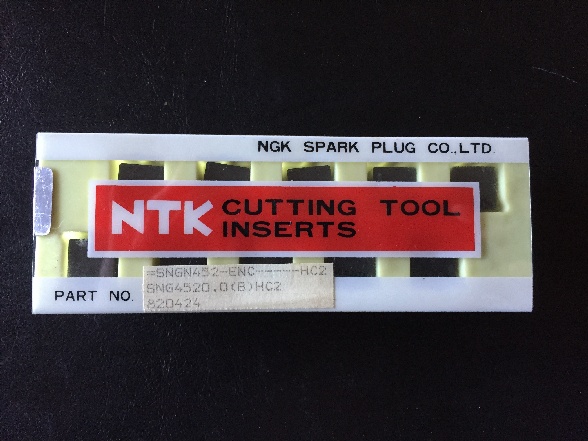 NGK SPARK PLUG CO.,LTD.
NTK CUTTING TOOL
INSERTS
=SNGN452-ENC-----HC2
PART NO. SNG4520.0(B)HC2
820424